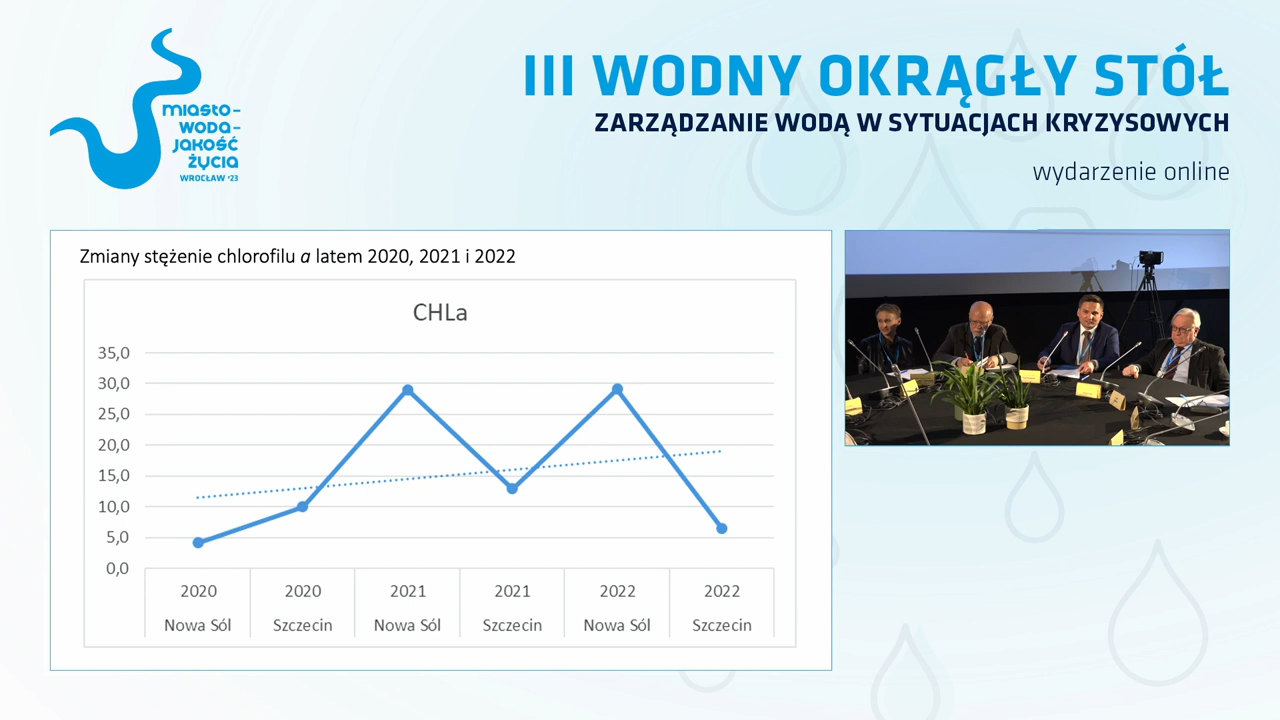 miasto-
woda-
jakość
życia
WROCŁAW '23
III WODNY OKRĄGŁY STÓŁ
ZARZĄDZANIE WODĄ W SYTUACJACH KRYZYSOWYCH
wydarzenie online
Zmiany stężenie chlorofilu a latem 2020, 2021 i 2022
CHLa
35,0
30,0
25,0
20,0
15,0
10,0
5,0
0,0
2020 2020 2021 2021 2022 2022
Nowa Sól Szczecin Nowa Sól Szczecin Nowa Sól Szczecin